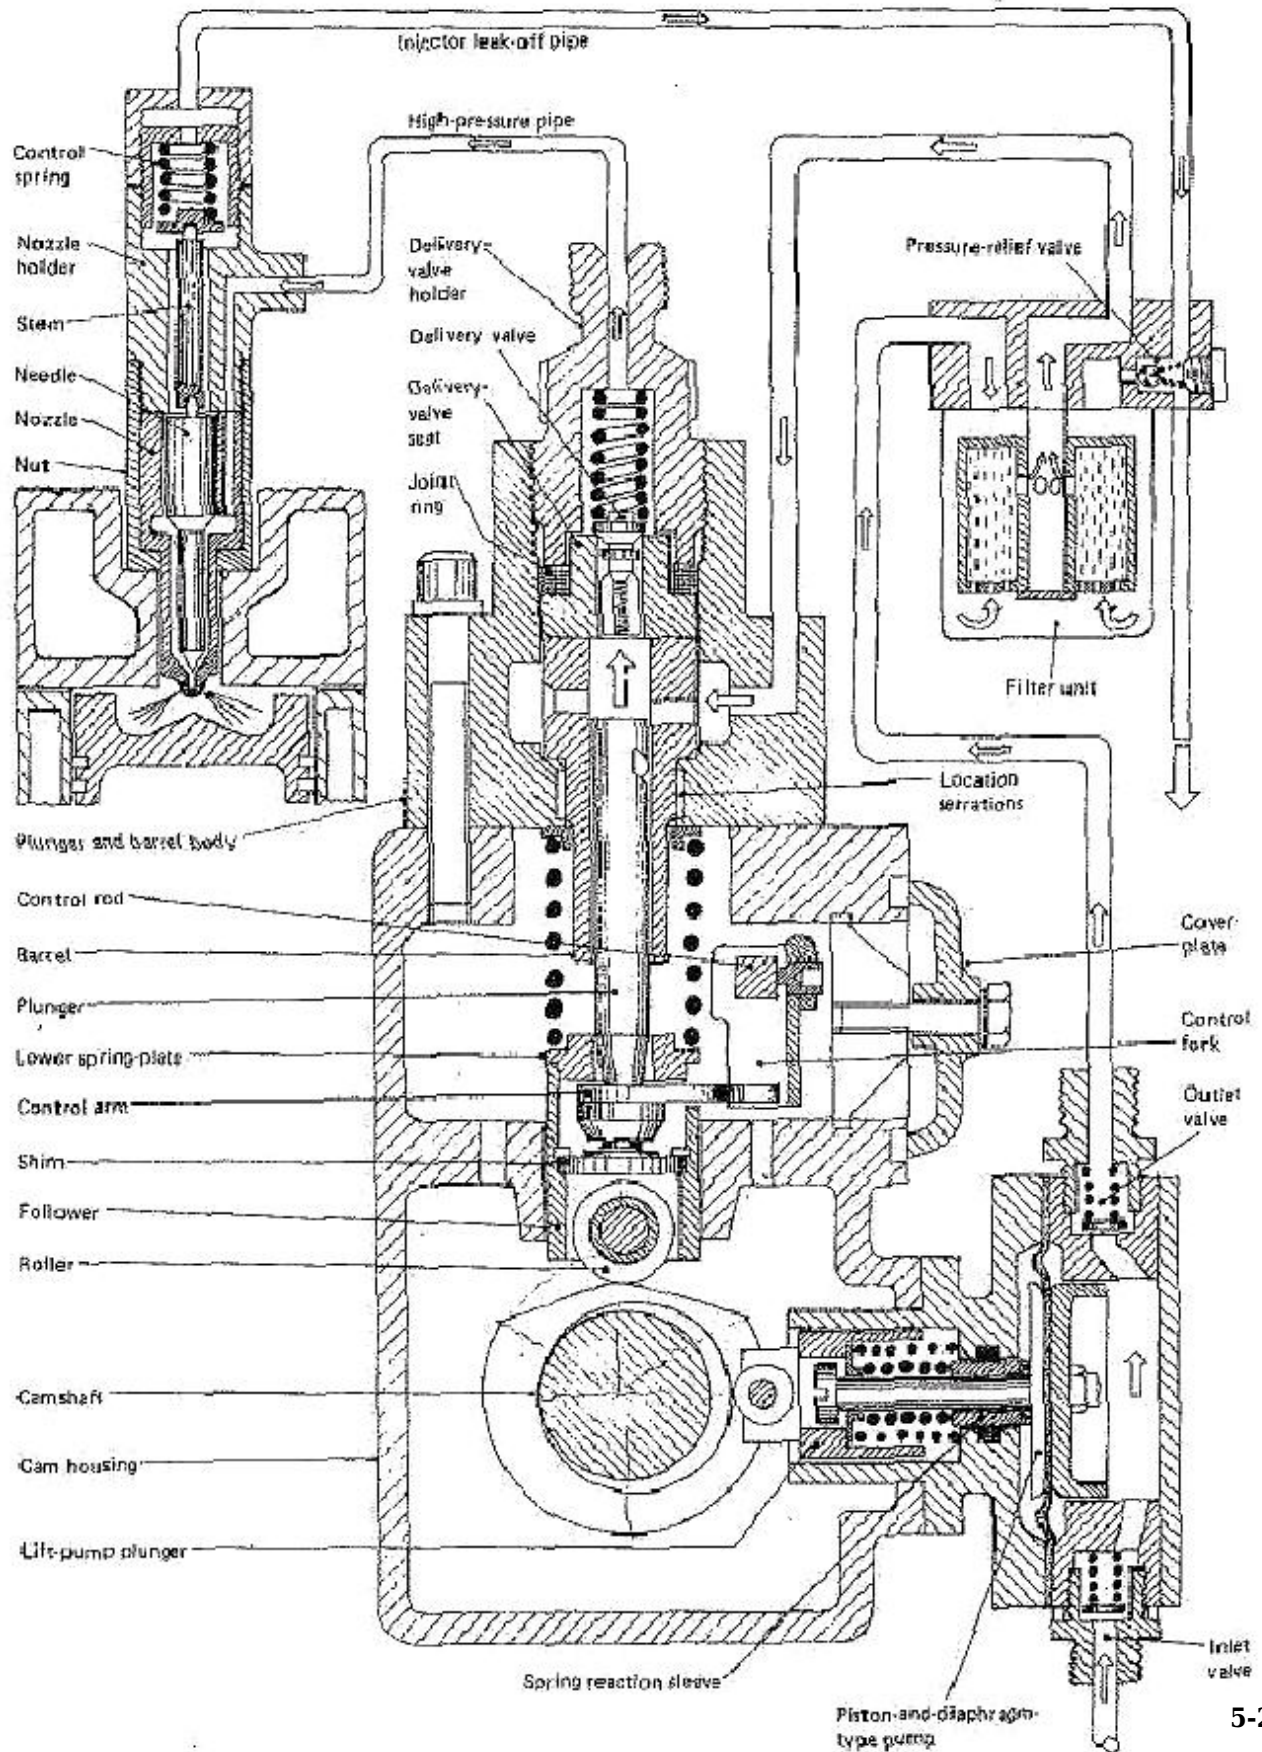 Injector leak-off pipe
High-pressure pipe
Control
spring
Nozzle
holder
Stem
Needle
Nozzle
Nut
Delivery-
valve
holder
Delivery valve
Delivery-
valve
seat
Joint
ring
Pressure-relief valve
Filter unit
Location
serrations
Plunger and barrel body
Control rod
Barrel
Plunger
Lower spring-plate
Control arm
Shim
Follower
Roller
Camshaft
Cam housing
Lift-pump plunger
Cover-
plate
Control
fork
Outlet
valve
Inlet
valve
Spring reaction sleeve
Piston-and-diaphragm-
type pump